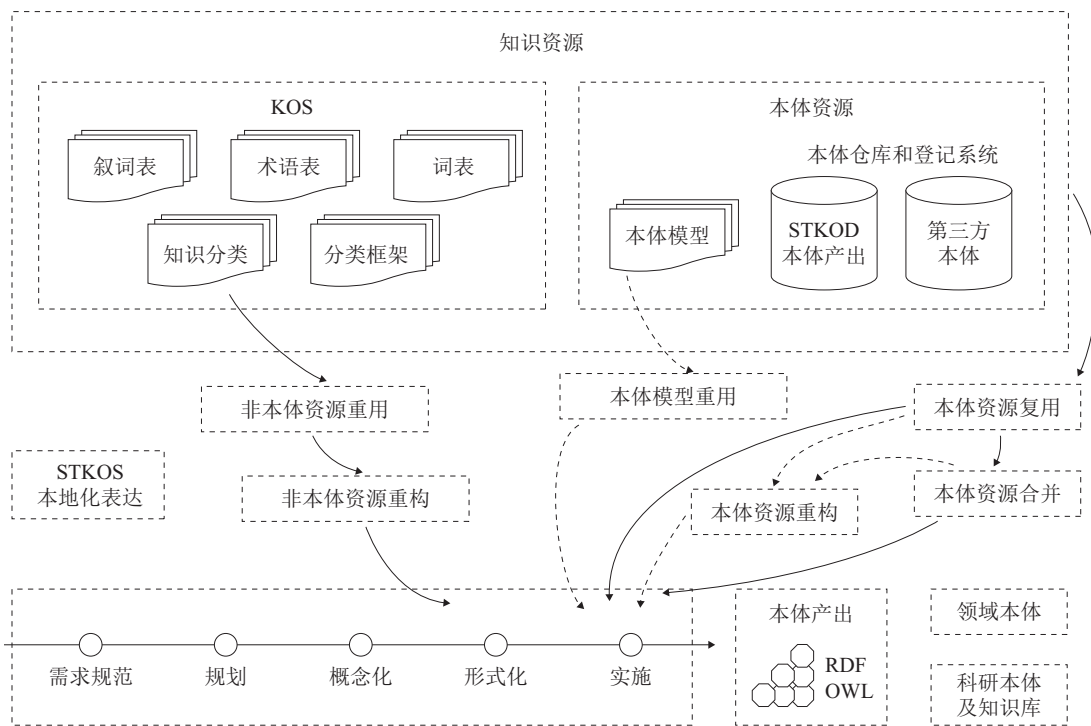 知识资源
KOS
本体资源
叙词表
术语表
词表
知识分类
分类框架
本体仓库和登记系统
本体模型
STKOD
本体产出
第三方
本体
非本体资源重用
本体模型重用
本体资源复用
STKOS
本地化表达
非本体资源重构
本体资源重构
本体资源合并
需求规范
规划
概念化
形式化
实施
本体产出
RDF
OWL
领域本体
科研本体
及知识库